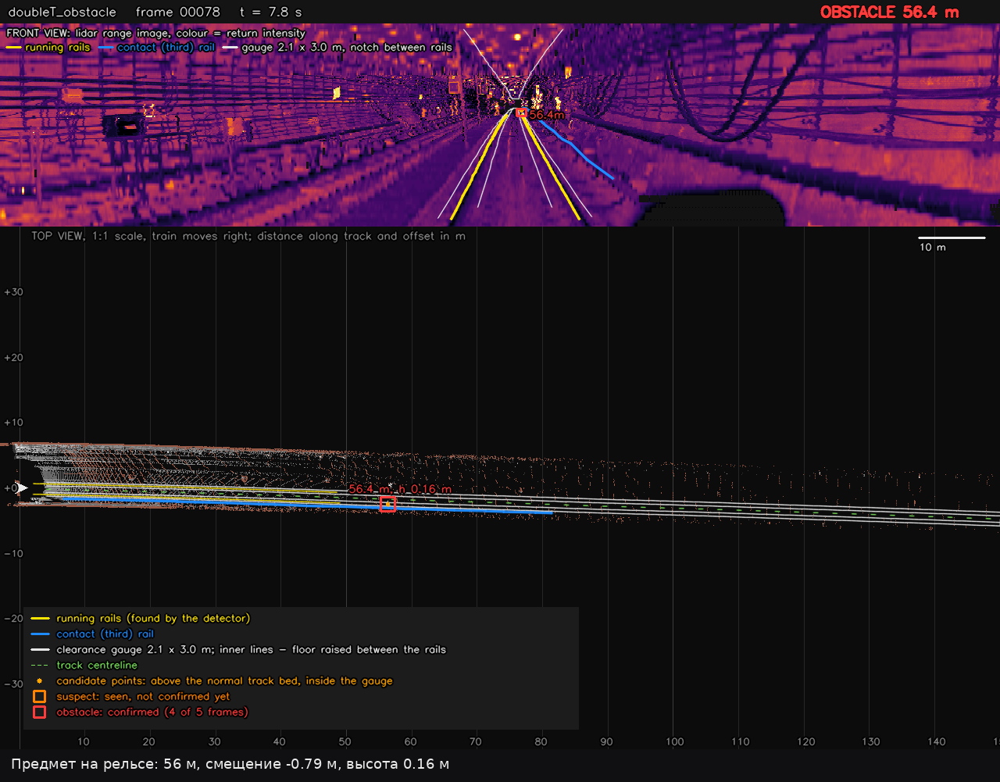 doubleT_obstacle frame 00078 t = 7.8 s
OBSTACLE 56.4 m
FRONT VIEW: lidar range image, colour = return intensity
running rails contact (third) rail gauge 2.1 x 3.0 m, notch between rails
56.4m
TOP VIEW, 1:1 scale, train moves right; distance along track and offset in m
10 m
+30
+20
+10
+0
56.4 m, h 0.16 m
-10
-20
running rails (found by the detector)
contact (third) rail
clearance gauge 2.1 x 3.0 m; inner lines – floor raised between the rails
track centreline
candidate points: above the normal track bed, inside the gauge
-30
suspect: seen, not confirmed yet
obstacle: confirmed (4 of 5 frames)
10 20 30 40 50 60 70 80 90 100 110 120 130 140
Предмет на рельсе: 56 м, смещение -0.79 м, высота 0.16 м